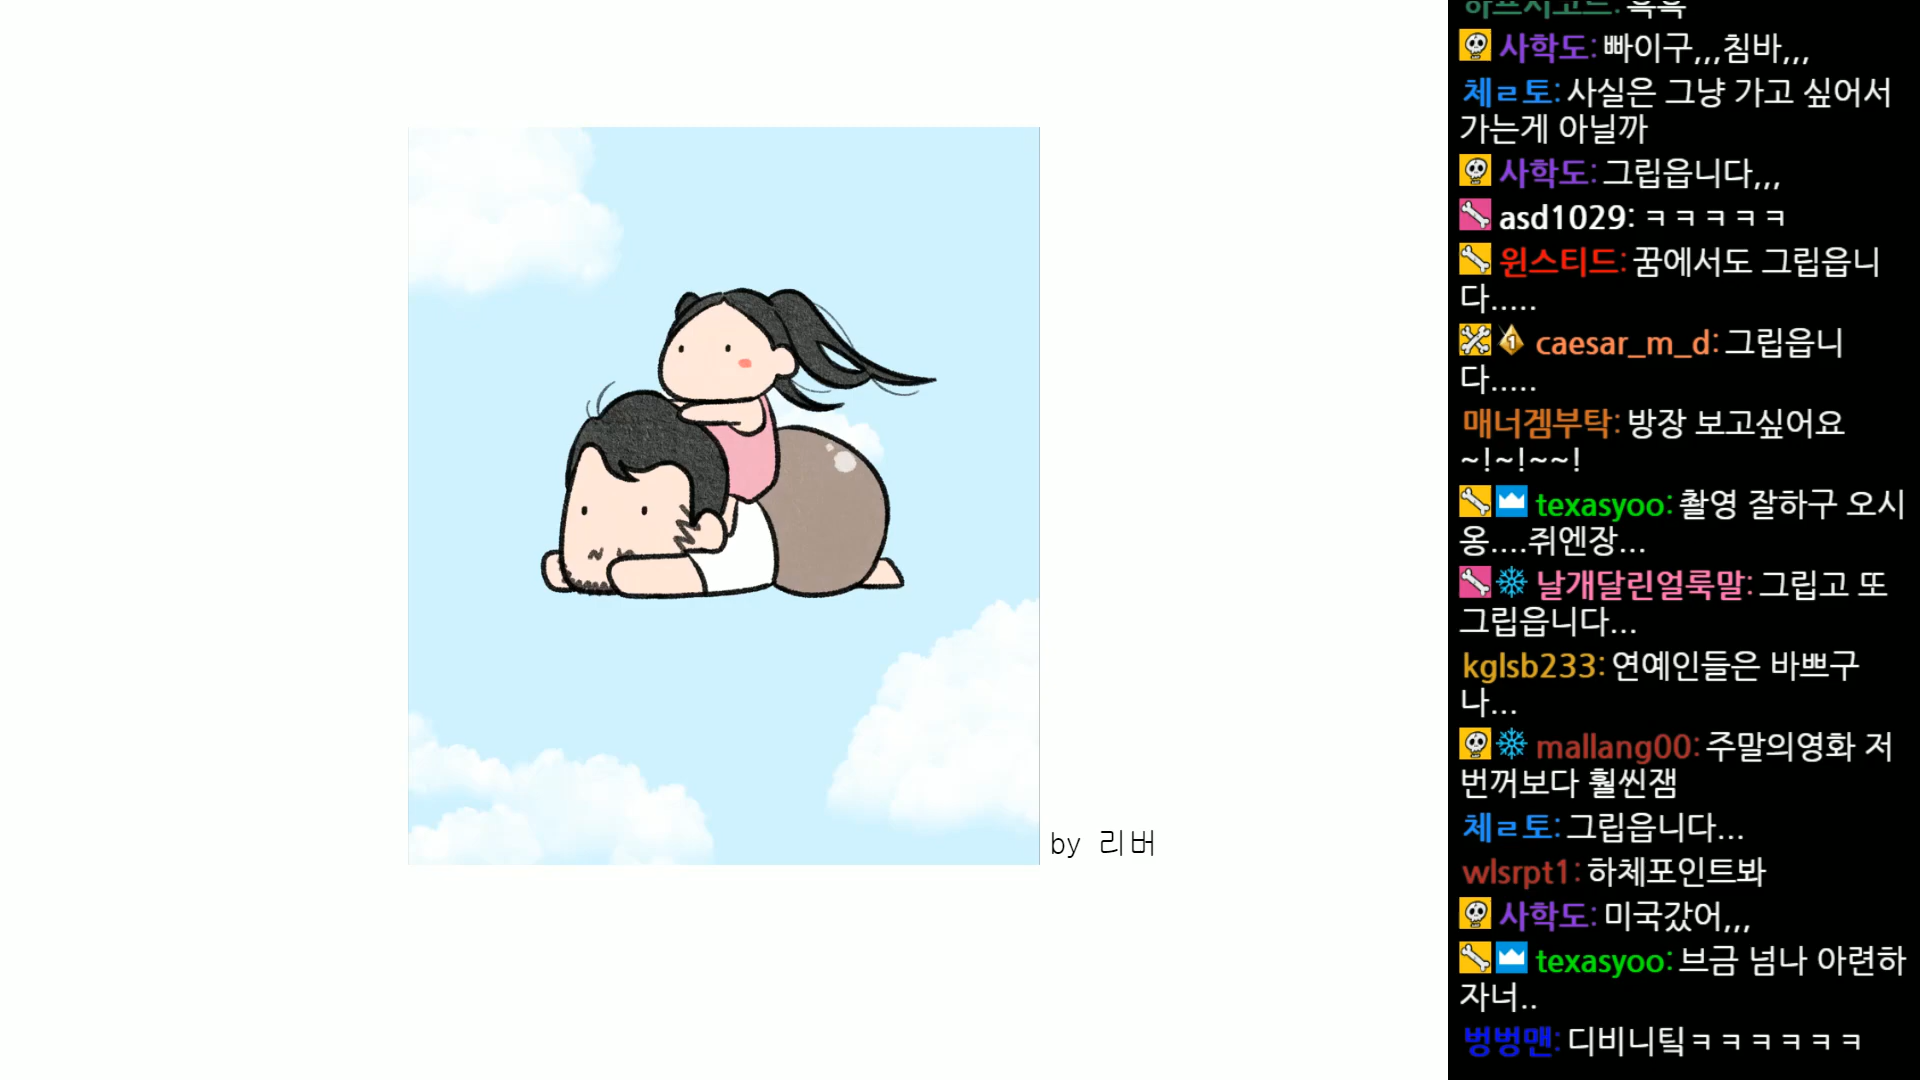 by 리버
하프시코드: 흑흑
사학도: 빠이구,,,침바,,,
체ㄹ토: 사실은 그냥 가고 싶어서
가는게 아닐까
사학도: 그립읍니다,,,
asd1029: ㅋㅋㅋㅋㅋ
윈스티드: 꿈에서도 그립읍니
다.....
caesar_m_d: 그립읍니
다.....
매너겜부탁: 방장 보고싶어요
~!~!~~!
texasyoo: 촬영 잘하구 오시
옹....쥐엔장...
날개달린얼룩말: 그립고 또
그립읍니다...
kglsb233: 연예인들은 바쁘구
나...
mallang00: 주말의영화 저
번꺼보다 훨씬잼
체ㄹ토: 그립읍니다...
wlsrpt1: 하체포인트봐
사학도: 미국갔어,,,
texasyoo: 브금 넘나 아련하
자너..
벙벙맨: 디비니틱ㅋㅋㅋㅋㅋㅋ